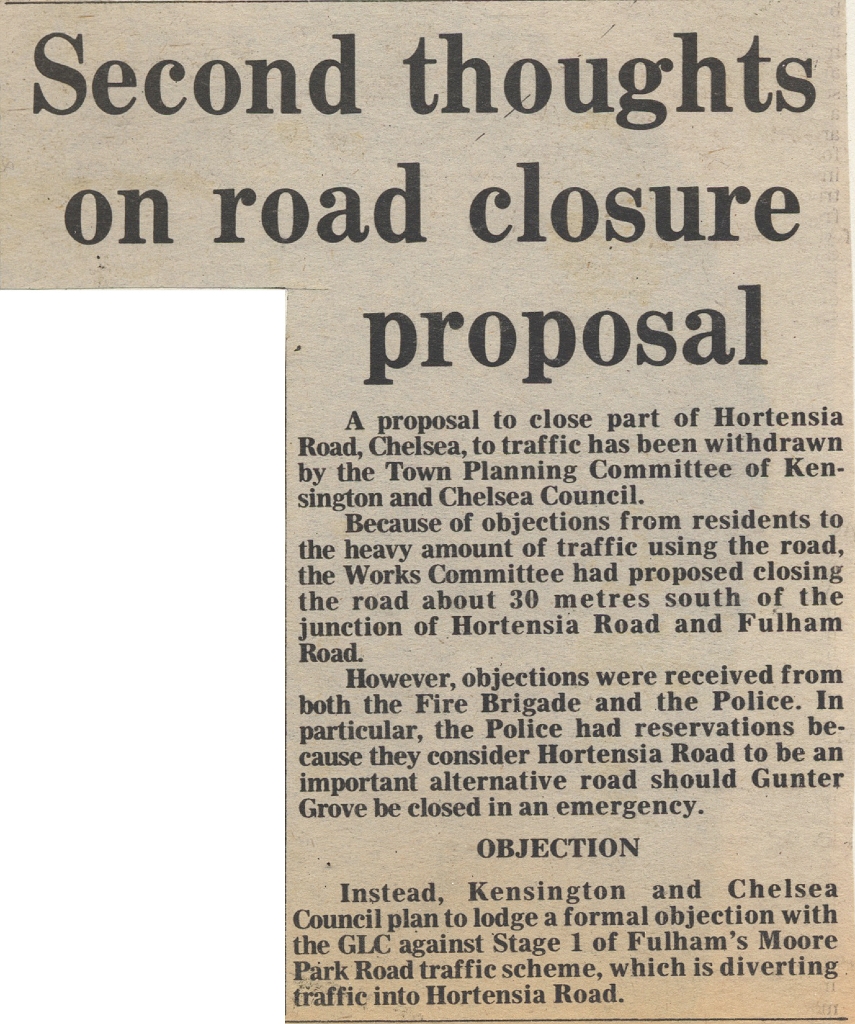 Second thoughts
on road closure
proposal
A proposal to close part of Hortensia
Road, Chelsea, to traffic has been withdrawn
by the Town Planning Committee of Ken-
sington and Chelsea Council.
Because of objections from residents to
the heavy amount of traffic using the road,
the Works Committee had proposed closing
the road about 30 metres south of the
junction of Hortensia Road and Fulham
Road.
However, objections were received from
both the Fire Brigade and the Police. In
particular, the Police had reservations be-
cause they consider Hortensia Road to be an
important alternative road should Gunter
Grove be closed in an emergency.
OBJECTION
Instead, Kensington and Chelsea
Council plan to lodge a formal objection with
the GLC against Stage 1 of Fulham's Moore
Park Road traffic scheme, which is diverting
traffic into Hortensia Road.